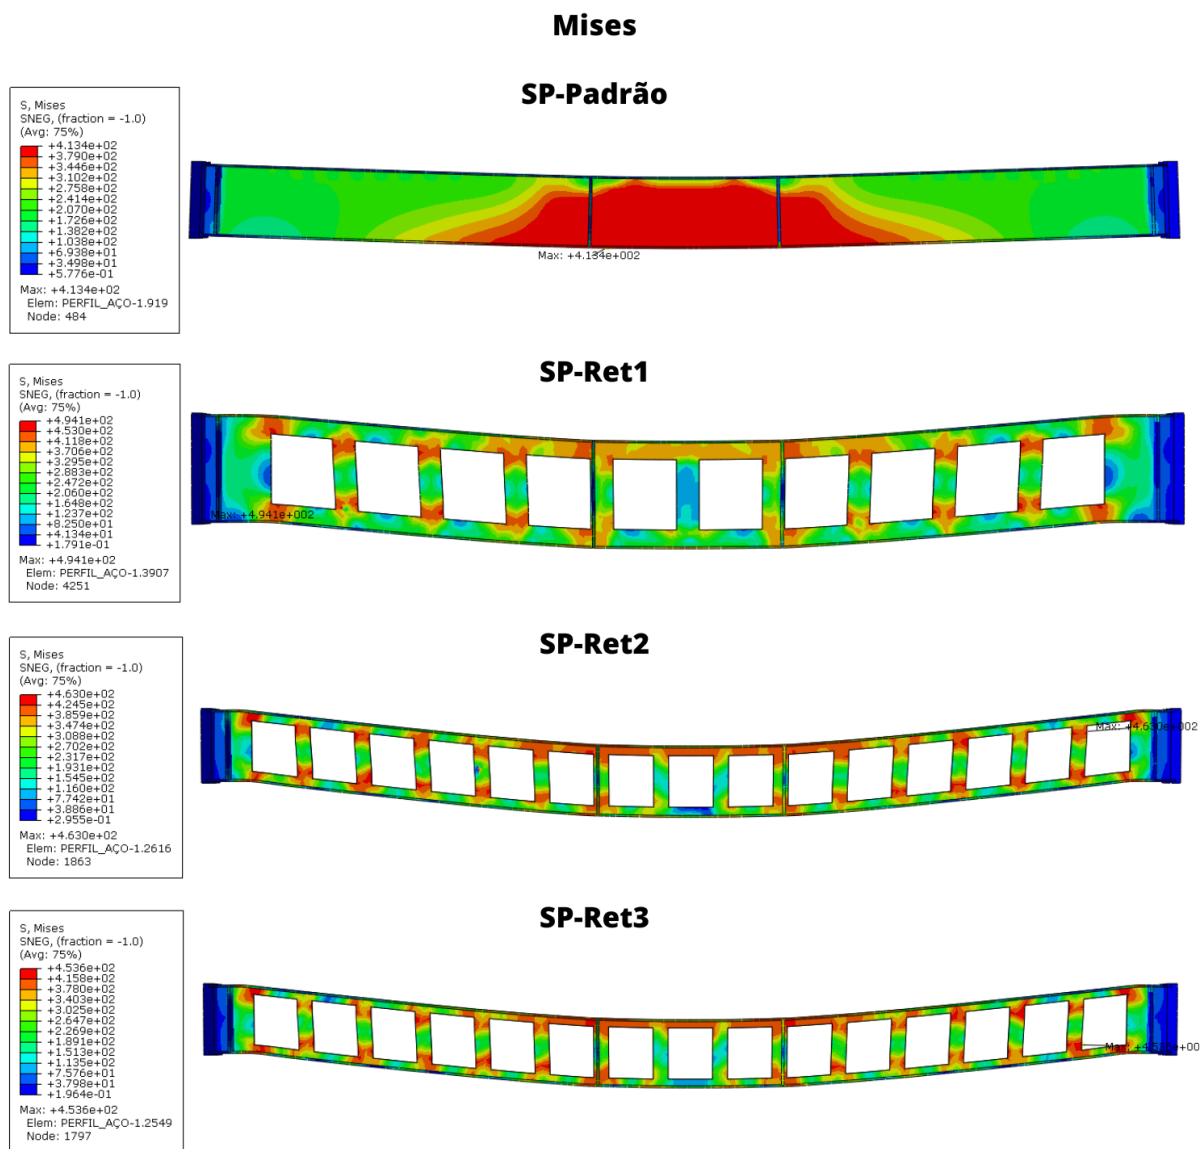 Mises
SP-Padrão
S, Mises
SNEG, (fraction = -1.0)
(Avg: 75%)
+4.134e+02
+3.790e+02
+3.446e+02
+3.102e+02
+2.758e+02
+2.414e+02
+2.070e+02
+1.726e+02
+1.382e+02
+1.038e+02
+6.938e+01
+3.498e+01
+5.776e-01
Max: +4.134e+02
Elem: PERFIL_AÇO-1.919
Node: 484
Max: +4.134e+002
SP-Ret1
S, Mises
SNEG, (fraction = -1.0)
(Avg: 75%)
+4.941e+02
+4.530e+02
+4.118e+02
+3.706e+02
+3.295e+02
+2.883e+02
+2.472e+02
+2.060e+02
+1.648e+02
+1.237e+02
+8.250e+01
+4.134e+01
+1.791e-01
Max: +4.941e+02
Elem: PERFIL_AÇO-1.3907
Node: 4251
Max: +4.941e+002
SP-Ret2
S, Mises
SNEG, (fraction = -1.0)
(Avg: 75%)
+4.630e+02
+4.245e+02
+3.859e+02
+3.474e+02
+3.088e+02
+2.702e+02
+2.317e+02
+1.931e+02
+1.545e+02
+1.160e+02
+7.742e+01
+3.886e+01
+2.955e-01
Max: +4.630e+02
Elem: PERFIL_AÇO-1.2616
Node: 1863
Max: +4.630e+002
SP-Ret3
S, Mises
SNEG, (fraction = -1.0)
(Avg: 75%)
+4.536e+02
+4.158e+02
+3.780e+02
+3.403e+02
+3.025e+02
+2.647e+02
+2.269e+02
+1.891e+02
+1.513e+02
+1.135e+02
+7.576e+01
+3.798e+01
+1.964e-01
Max: +4.536e+02
Elem: PERFIL_AÇO-1.2549
Node: 1797
Max: +4.536e+00